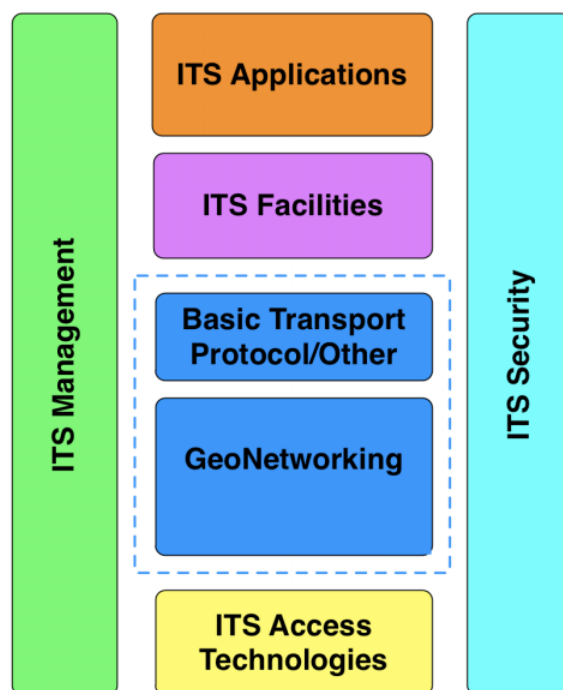 ITS Applications
ITS Facilities
Basic Transport
Protocol/Other
GeoNetworking
ITS Access
Technologies
ITS Management
ITS Security